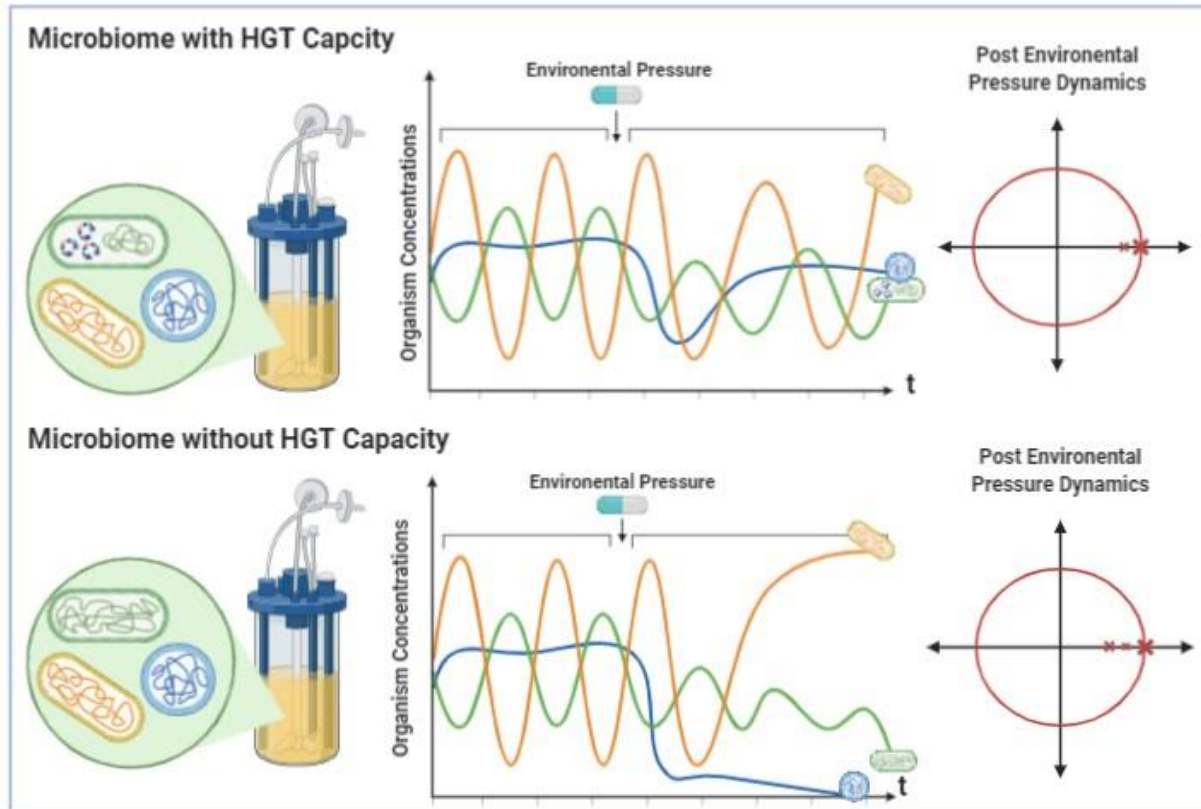 Microbiome with HGT Capcity
Environental Pressure
Organism Concentrations
t
Post Environental
Pressure Dynamics
Microbiome without HGT Capacity
Environental Pressure
Organism Concentrations
t
Post Environental
Pressure Dynamics